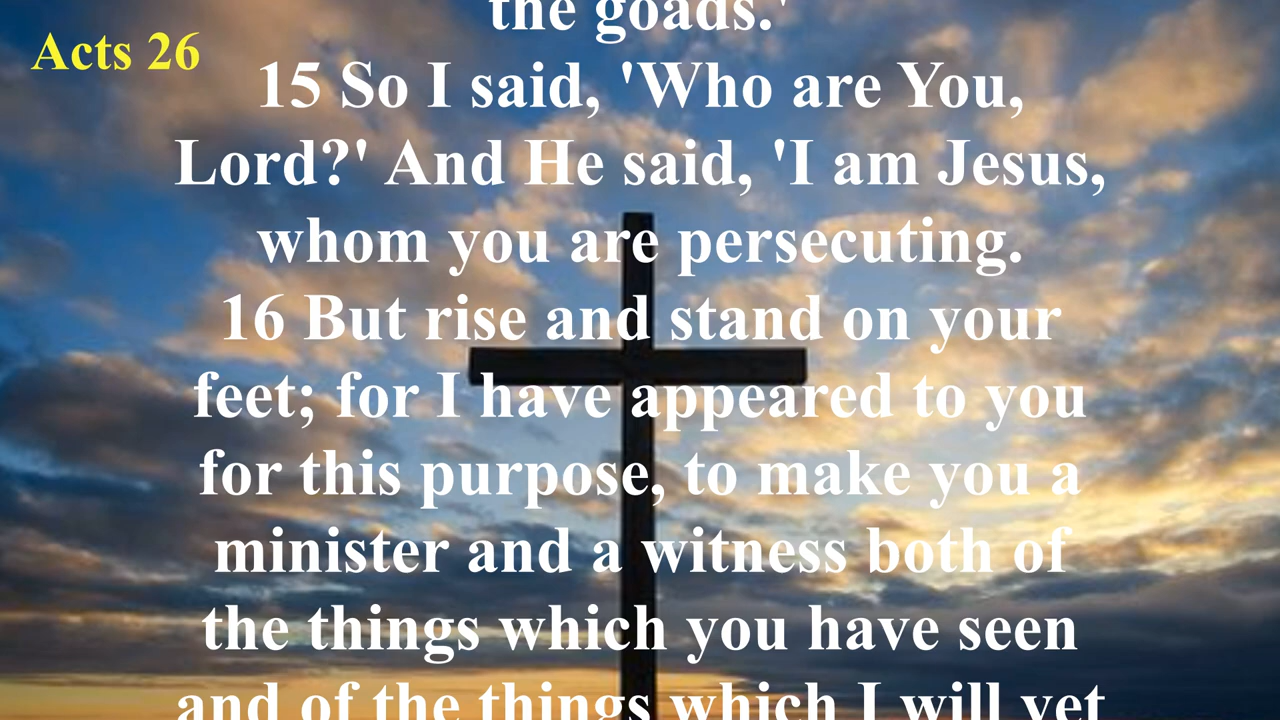 the goads.'
Acts 26
15 So I said, 'Who are You,
Lord?' And He said, 'I am Jesus,
whom you are persecuting.
16 But rise and stand on your
feet; for I have appeared to you
for this purpose, to make you a
minister and a witness both of
the things which you have seen
and of the things which I will yet